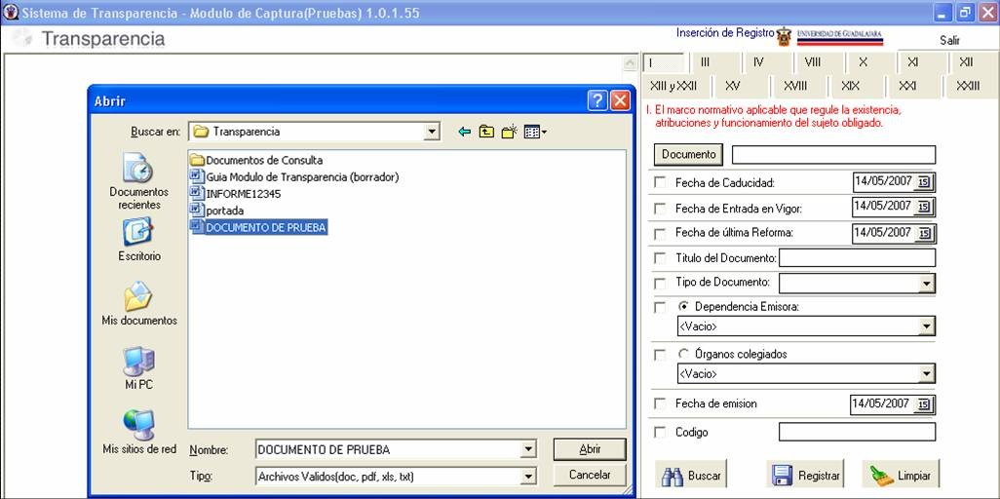 Sistema de Transparencia - Modulo de Captura(Pruebas) 1.0.1.55
Transparencia
Inserción de Registro
UNIVERSIDAD DE GUADALAJARA
Salir
I III IV VIII X XI XII
XIII y XXII XV XVIII XIX XXI XXIII
I. El marco normativo aplicable que regule la existencia,
atribuciones y funcionamiento del sujeto obligado.
Documento
Fecha de Caducidad: 14/05/2007 15
Fecha de Entrada en Vigor: 14/05/2007 15
Fecha de última Reforma: 14/05/2007 15
Titulo del Documento:
Tipo de Documento:
Dependencia Emisora:
<Vacio>
Órganos colegiados
<Vacio>
Fecha de emision 14/05/2007 15
Codigo
Buscar Registrar Limpiar
Abrir
Buscar en: Transparencia
Documentos recientes
Escritorio
Mis documentos
Mi PC
Mis sitios de red
Documentos de Consulta
Guia Modulo de Transparencia (borrador)
INFORME12345
portada
DOCUMENTO DE PRUEBA
Nombre: DOCUMENTO DE PRUEBA Abrir
Tipo: Archivos Validos(doc, pdf, xls, txt) Cancelar